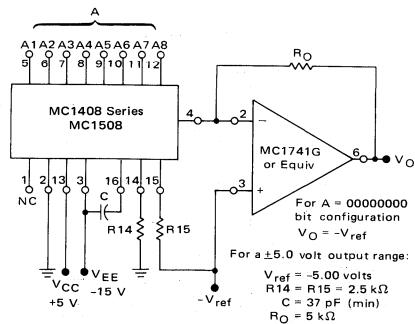 A
A1 A2 A3 A4 A5 A6 A7 A8
5 6 7 8 9 10 11 12
RO
MC1408 Series
MC1508
4
2
−
MC1741G
or Equiv
6
VO
3
+
1 2 13 3 16 14 15
NC
C
R14
R15
VCC
+5 V
VEE
-15 V
-Vref
For A = 00000000
bit configuration
VO = -Vref
For a ±5.0 volt output range:
Vref = -5.00 volts
R14 = R15 = 2.5 kΩ
C = 37 pF (min)
RO = 5 kΩ